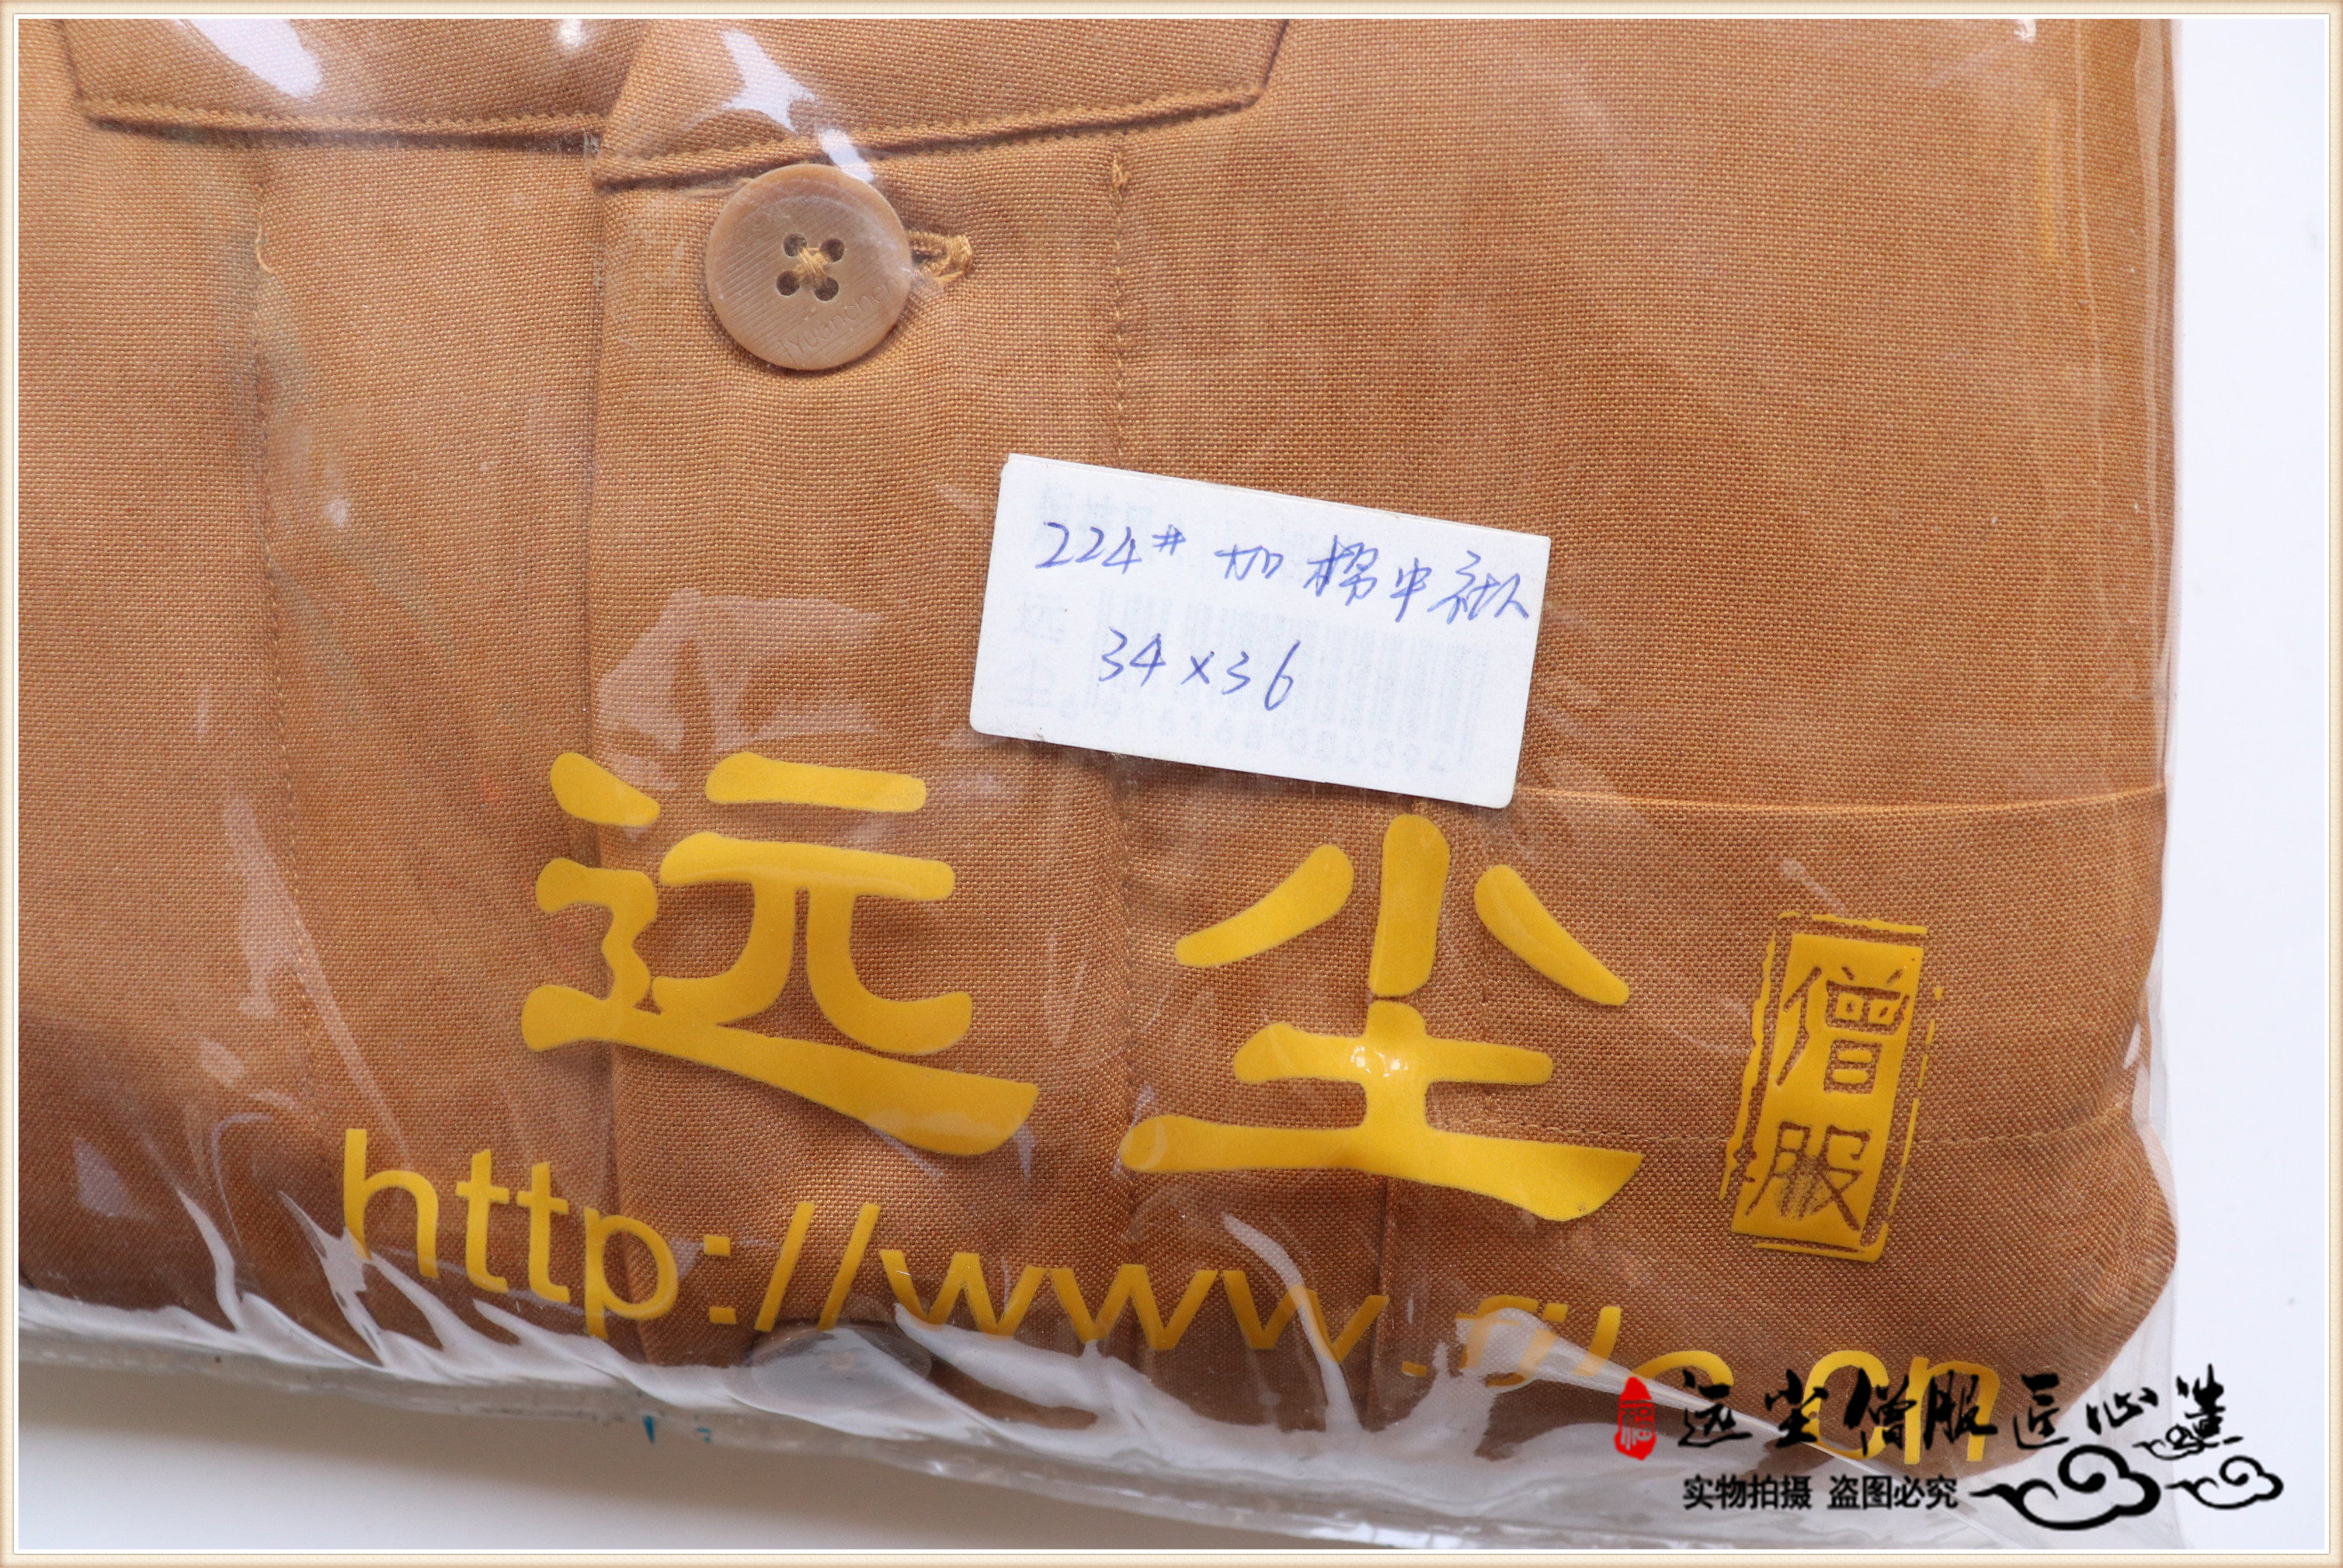 Yuanchen
224# 加棉中褂
34×36
远尘
僧服
http://www.
远尘僧服匠心造
实物拍摄 盗图必究